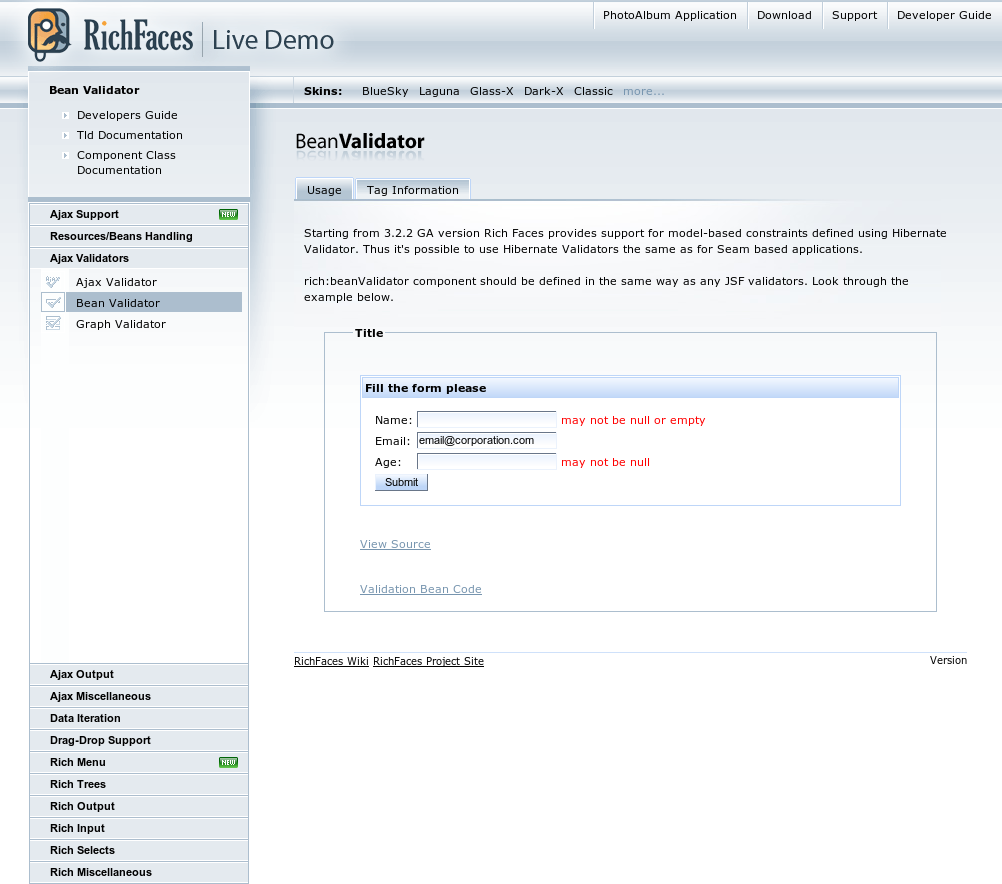 PhotoAlbum Application Download Support Developer Guide
RichFaces Live Demo
Skins: BlueSky Laguna Glass-X Dark-X Classic more...
Bean Validator
Developers Guide
Tld Documentation
Component Class
Documentation
Ajax Support NEW
Resources/Beans Handling
Ajax Validators
Ajax Validator
Bean Validator
Graph Validator
Ajax Output
Ajax Miscellaneous
Data Iteration
Drag-Drop Support
Rich Menu NEW
Rich Trees
Rich Output
Rich Input
Rich Selects
Rich Miscellaneous
BeanValidator
Usage Tag Information
Starting from 3.2.2 GA version Rich Faces provides support for model-based constraints defined using Hibernate
Validator. Thus it's possible to use Hibernate Validators the same as for Seam based applications.
rich:beanValidator component should be defined in the same way as any JSF validators. Look through the
example below.
Title
Fill the form please
Name: may not be null or empty
Email: email@corporation.com
Age: may not be null
Submit
View Source
Validation Bean Code
RichFaces Wiki RichFaces Project Site Version